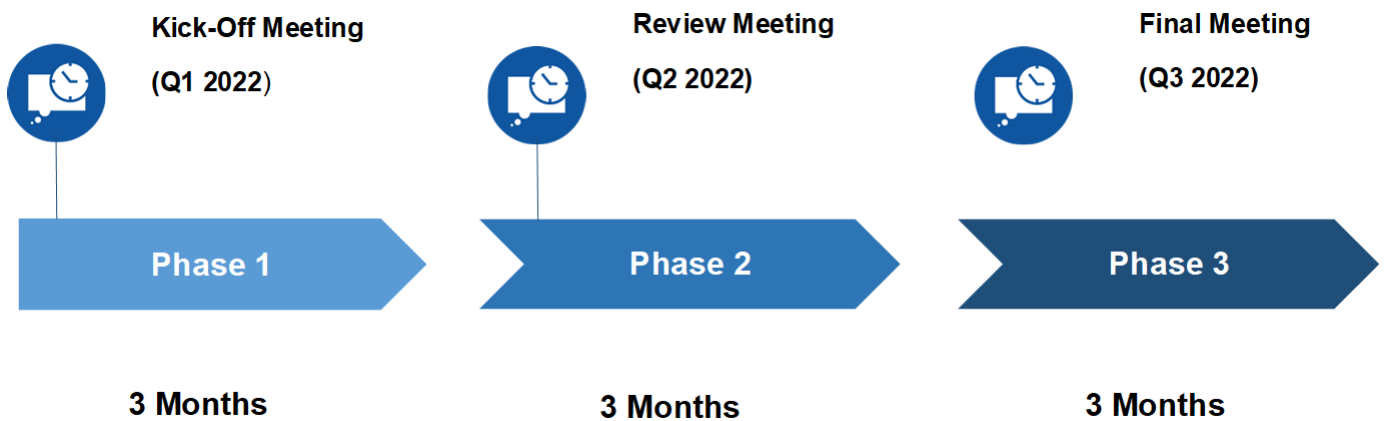 Kick-Off Meeting
(Q1 2022)
Review Meeting
(Q2 2022)
Final Meeting
(Q3 2022)
Phase 1
Phase 2
Phase 3
3 Months
3 Months
3 Months